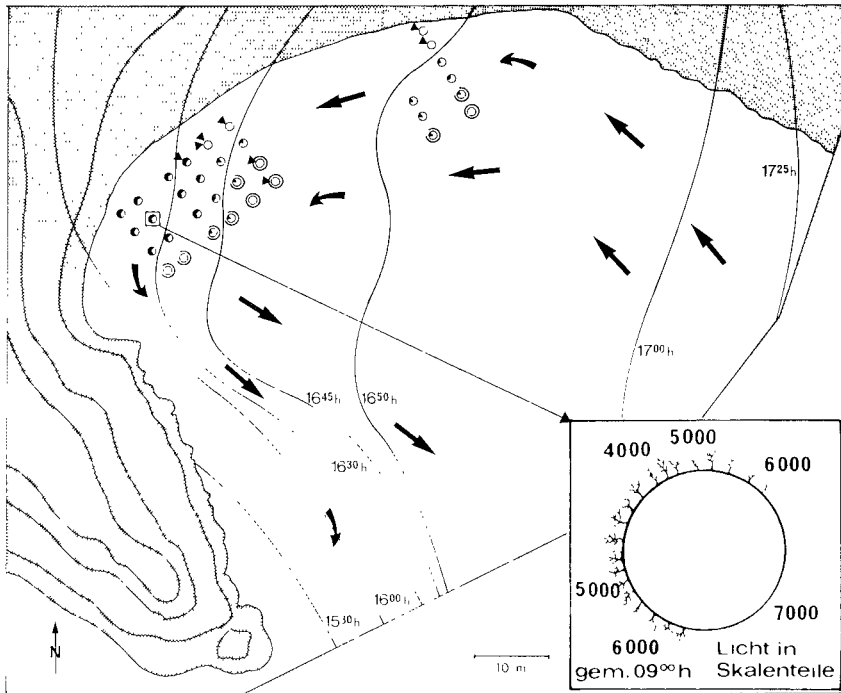 17²⁵h
17⁰⁰h
16⁴⁵h
16⁵⁰h
16³⁰h
16⁰⁰h
15³⁰h
N
10 m
5000
4000
6000
5000
7000
6000
Licht in
gem. 09⁰⁰h Skalenteile